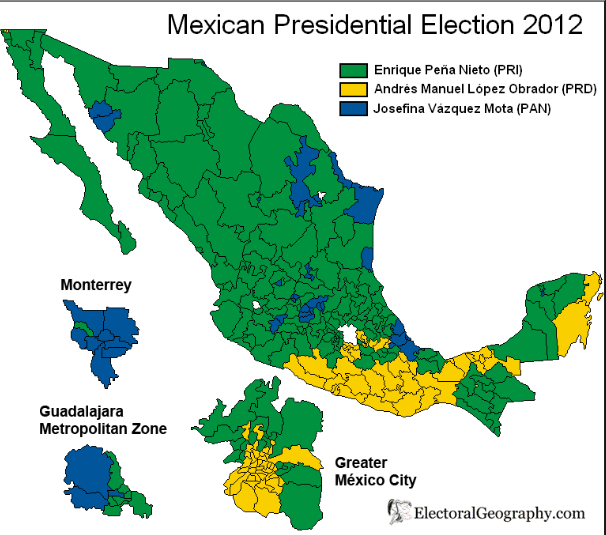 Mexican Presidential Election 2012
Enrique Peña Nieto (PRI)
Andrés Manuel López Obrador (PRD)
Josefina Vázquez Mota (PAN)
Monterrey
Guadalajara
Metropolitan Zone
Greater
México City
ElectoralGeography.com